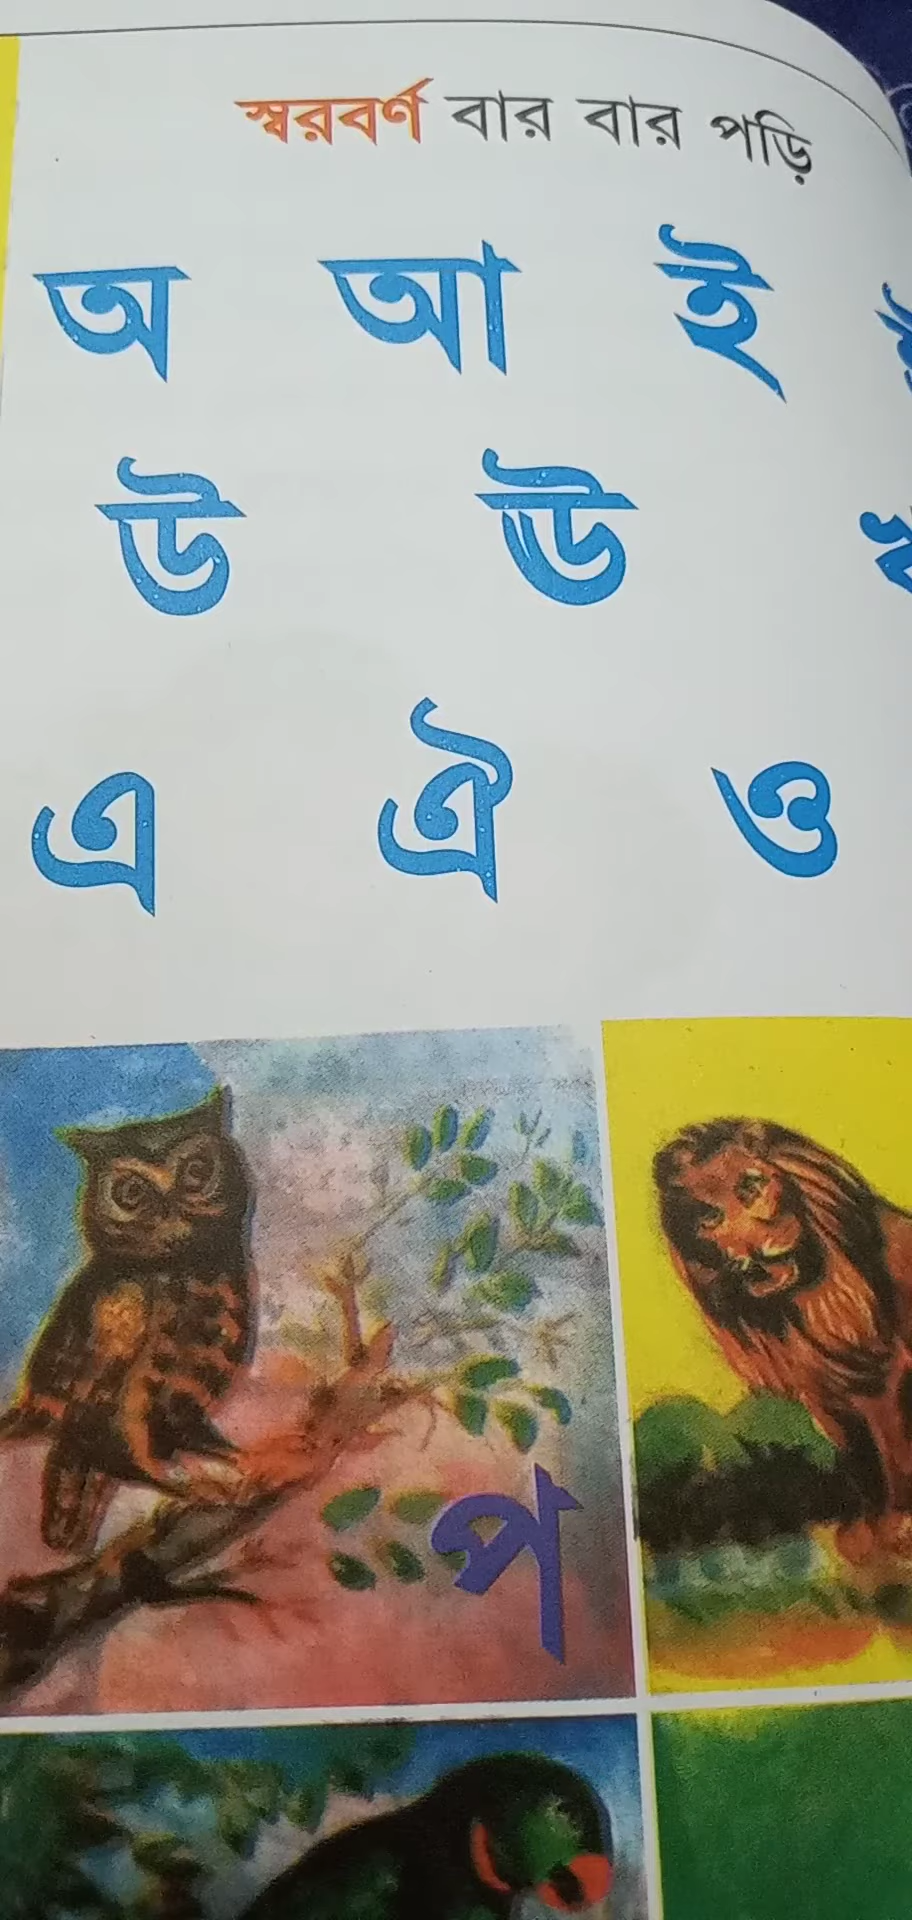 স্বরবর্ণ বার বার পড়ি
অ আ ই
উ ঊ
এ ঐ ও
প